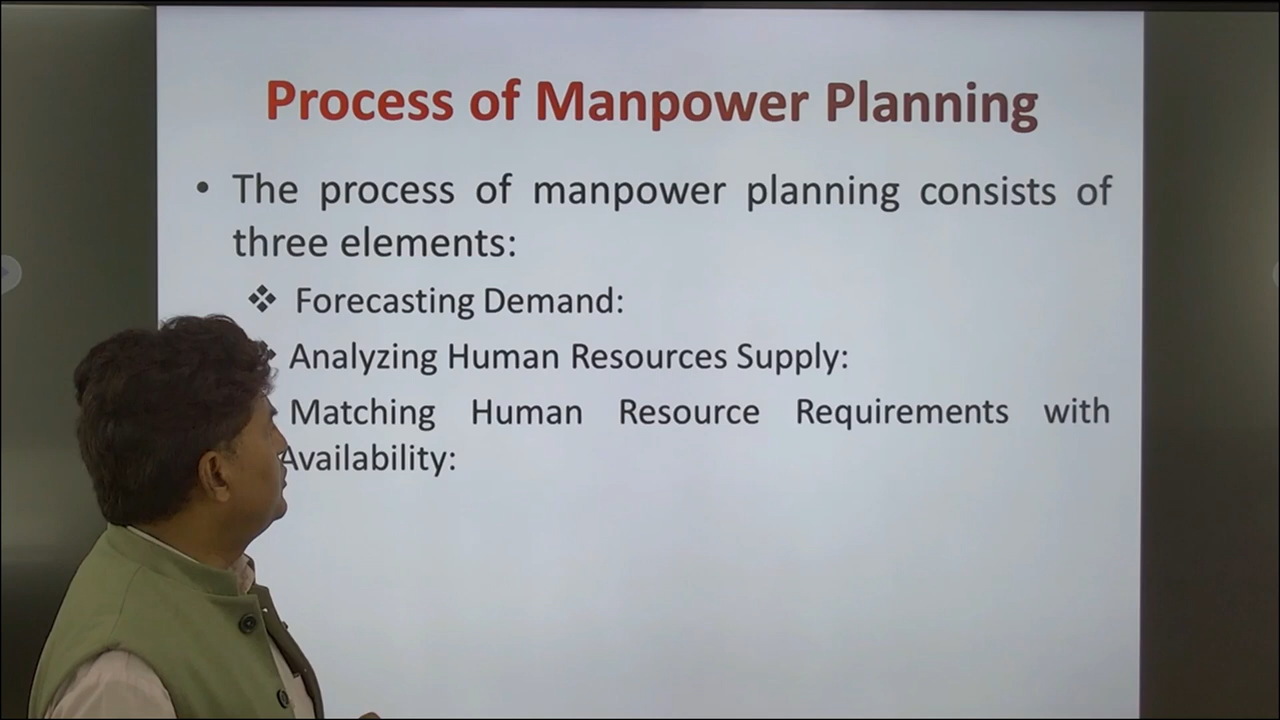 Process of Manpower Planning
• The process of manpower planning consists of
three elements:
❖ Forecasting Demand:
Analyzing Human Resources Supply:
Matching Human Resource Requirements with
Availability: